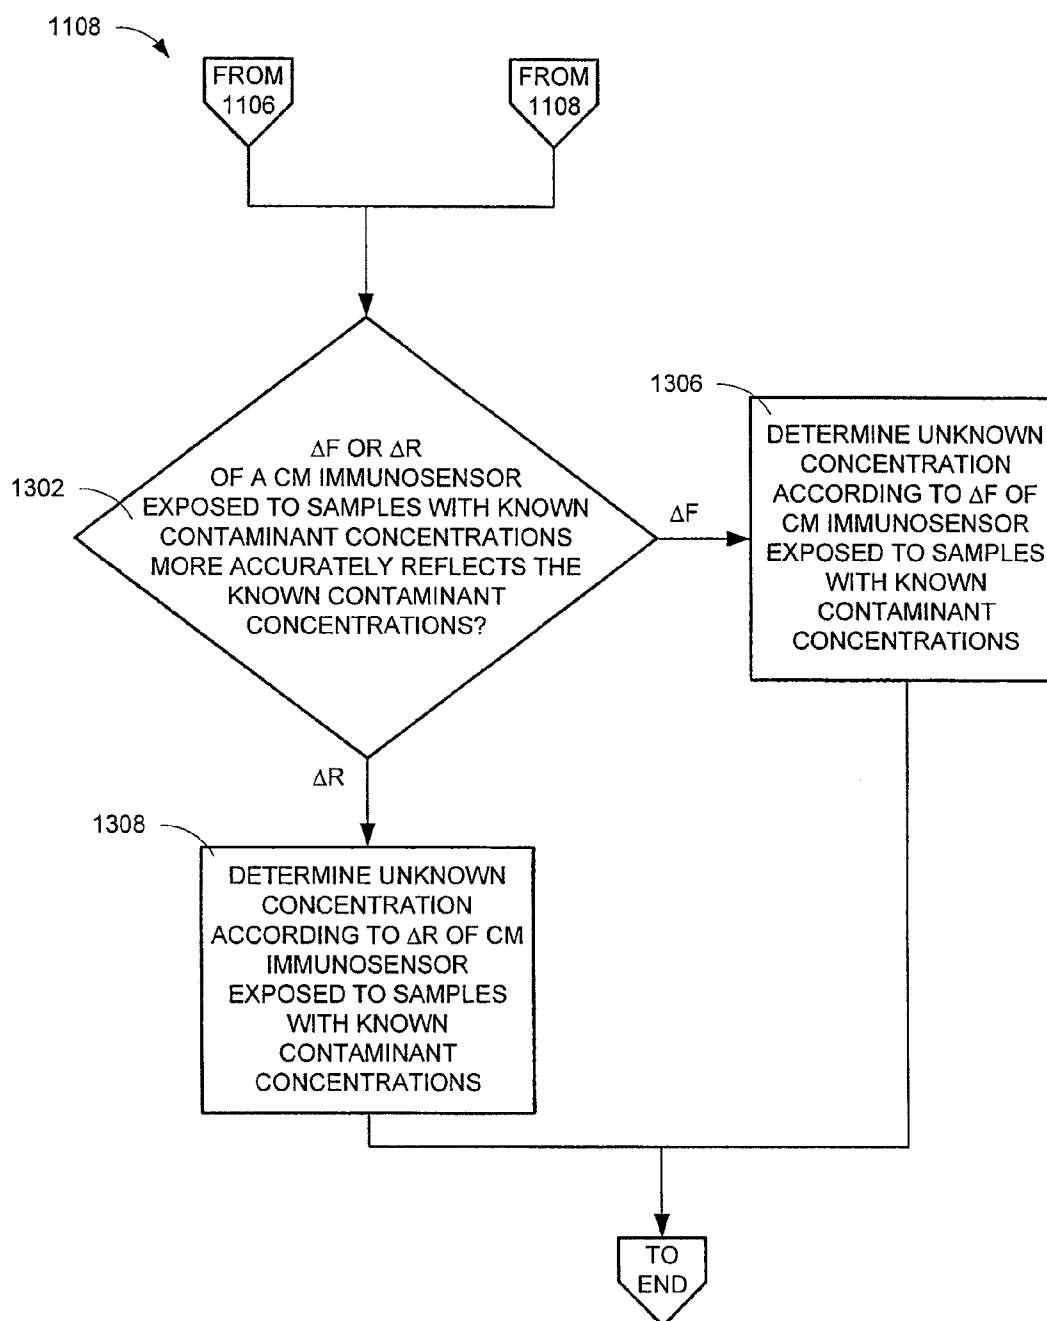 1108
FROM
1106
FROM
1108
1302
ΔF OR ΔR
OF A CM IMMUNOSENSOR
EXPOSED TO SAMPLES WITH KNOWN
CONTAMINANT CONCENTRATIONS
MORE ACCURATELY REFLECTS THE
KNOWN CONTAMINANT
CONCENTRATIONS?
ΔF
1306
DETERMINE UNKNOWN
CONCENTRATION
ACCORDING TO ΔF OF
CM IMMUNOSENSOR
EXPOSED TO SAMPLES
WITH KNOWN
CONTAMINANT
CONCENTRATIONS
ΔR
1308
DETERMINE UNKNOWN
CONCENTRATION
ACCORDING TO ΔR OF CM
IMMUNOSENSOR
EXPOSED TO SAMPLES
WITH KNOWN
CONTAMINANT
CONCENTRATIONS
TO
END